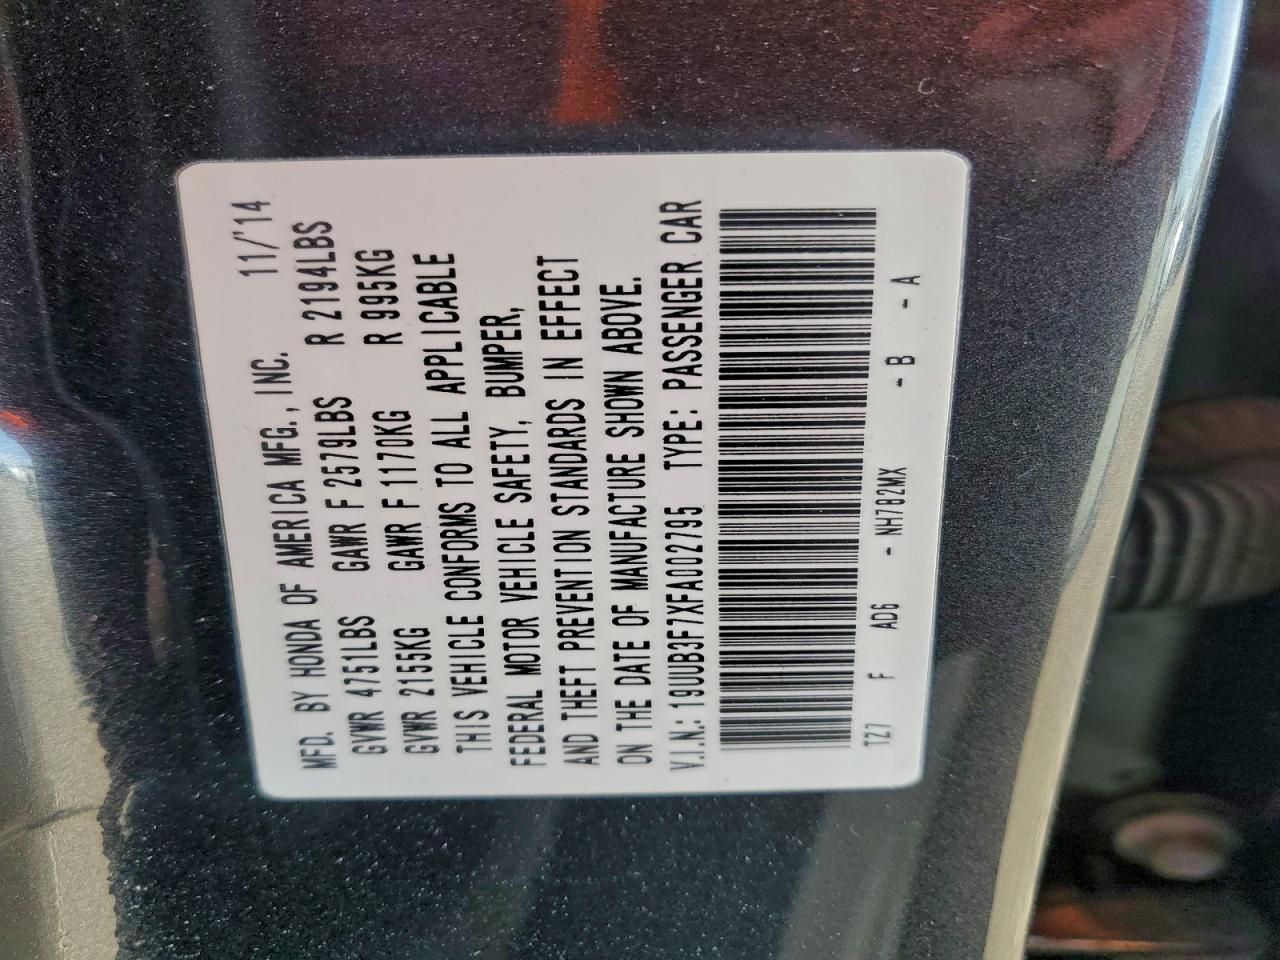 MFD. BY HONDA OF AMERICA MFG., INC. 11/'14
GVWR 4751LBS GAWR F 2579LBS R 2194LBS
GVWR 2155KG GAWR F 1170KG R 995KG
THIS VEHICLE CONFORMS TO ALL APPLICABLE
FEDERAL MOTOR VEHICLE SAFETY, BUMPER,
AND THEFT PREVENTION STANDARDS IN EFFECT
ON THE DATE OF MANUFACTURE SHOWN ABOVE.
V.I.N.: 19UUB3F7XFA002795 TYPE: PASSENGER CAR
TZ7 F AD6 - NH782MX - B - A